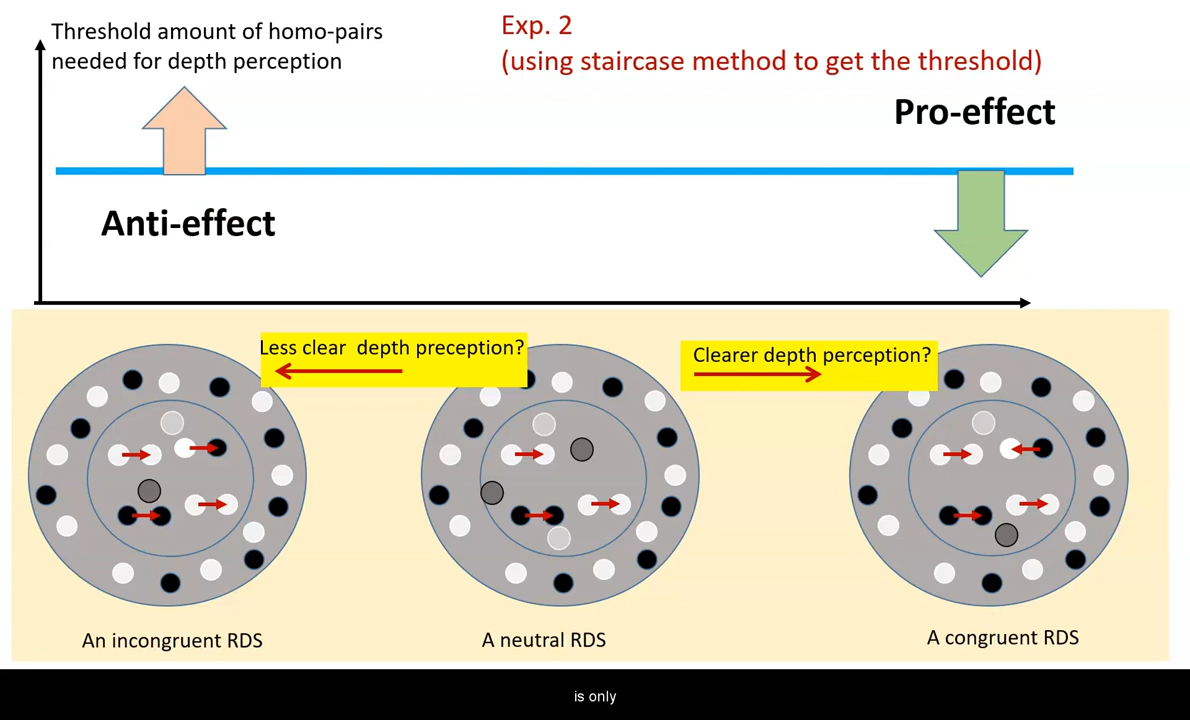 Threshold amount of homo-pairs
needed for depth perception
Exp. 2
(using staircase method to get the threshold)
Pro-effect
Anti-effect
Less clear  depth preception?
Clearer depth perception?
An incongruent RDS
A neutral RDS
A congruent RDS
is only